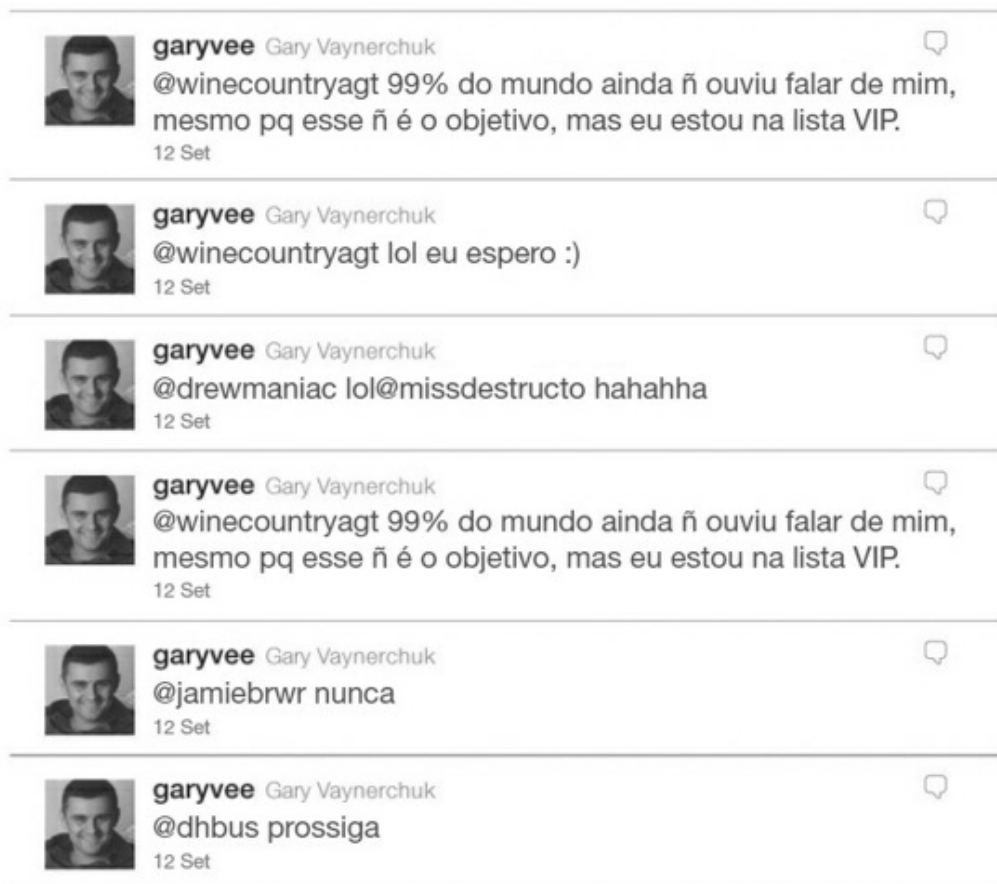 garyvee Gary Vaynerchuk
@winecountryagt 99% do mundo ainda ñ ouviu falar de mim,
mesmo pq esse ñ é o objetivo, mas eu estou na lista VIP.
12 Set
garyvee Gary Vaynerchuk
@winecountryagt lol eu espero :)
12 Set
garyvee Gary Vaynerchuk
@drewmaniac lol@missdestructo hahahha
12 Set
garyvee Gary Vaynerchuk
@winecountryagt 99% do mundo ainda ñ ouviu falar de mim,
mesmo pq esse ñ é o objetivo, mas eu estou na lista VIP.
12 Set
garyvee Gary Vaynerchuk
@jamiebrwr nunca
12 Set
garyvee Gary Vaynerchuk
@dhbus prossiga
12 Set